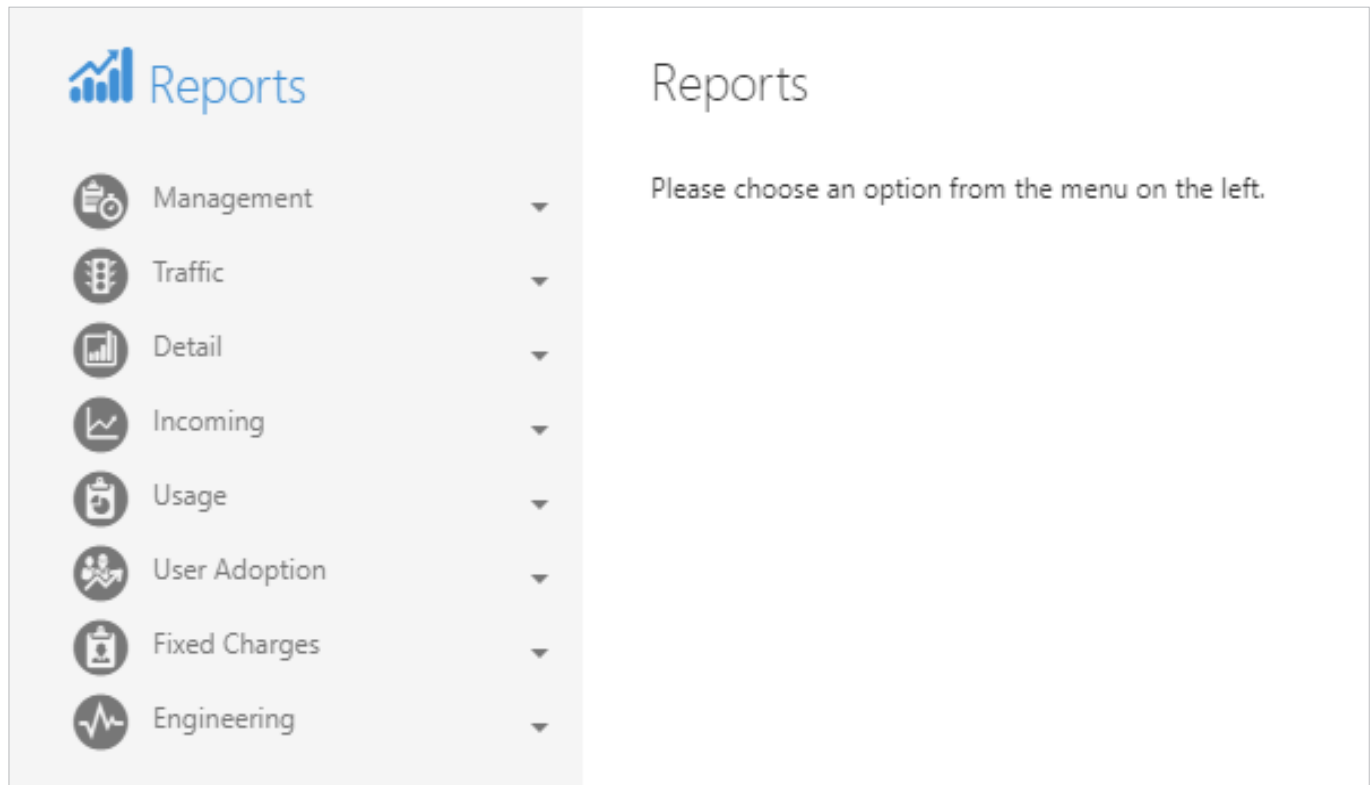 Reports
Management
Traffic
Detail
Incoming
Usage
User Adoption
Fixed Charges
Engineering
Reports
Please choose an option from the menu on the left.